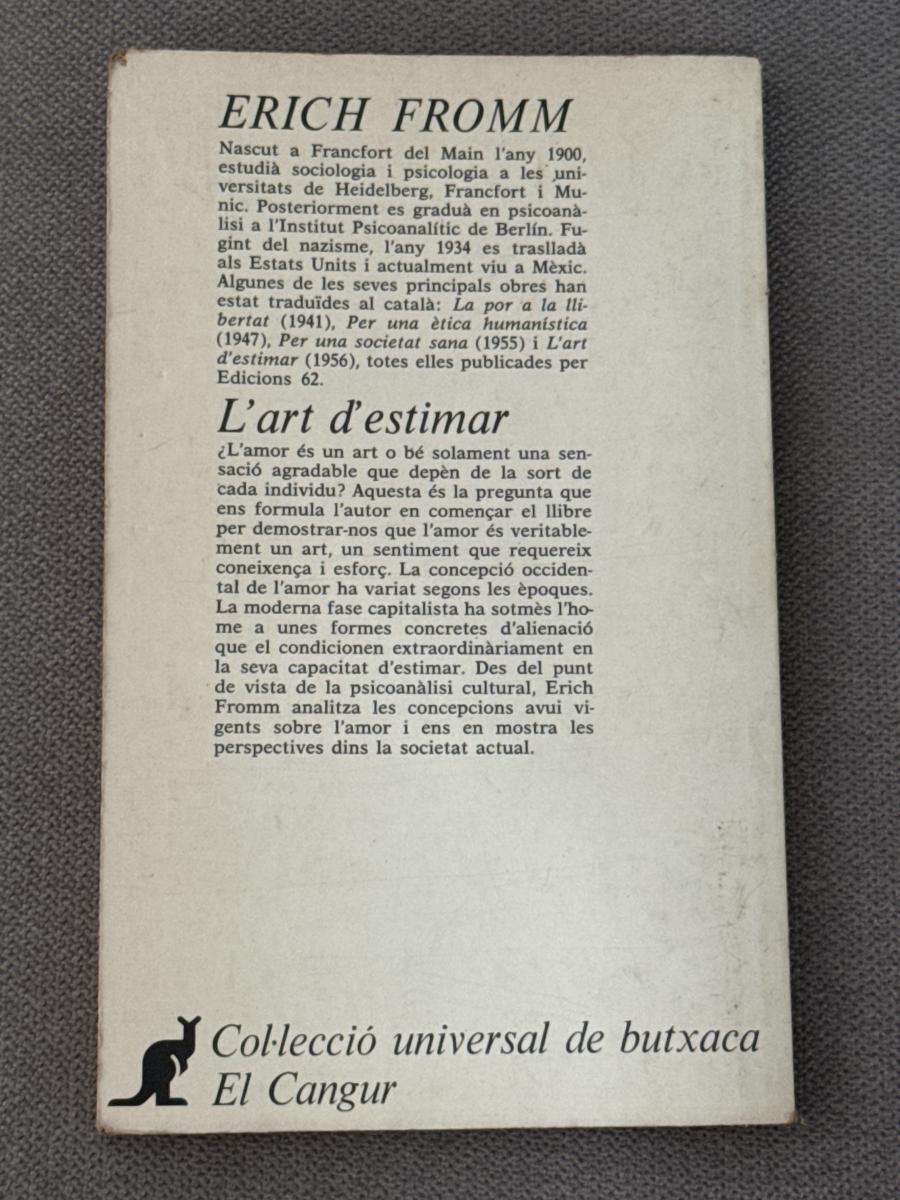 ERICH FROMM
Nascut a Francfort del Main l'any 1900,
estudià sociologia i psicologia a les uni-
versitats de Heidelberg, Francfort i Mu-
nic. Posteriorment es graduà en psicoanà-
lisi a l'Institut Psicoanalític de Berlín. Fu-
gint del nazisme, l'any 1934 es traslladà
als Estats Units i actualment viu a Mèxic.
Algunes de les seves principals obres han
estat traduïdes al català: La por a la lli-
bertat (1941), Per una ètica humanística
(1947), Per una societat sana (1955) i L'art
d'estimar (1956), totes elles publicades per
Edicions 62.
L'art d'estimar
¿L'amor és un art o bé solament una sen-
sació agradable que depèn de la sort de
cada individu? Aquesta és la pregunta que
ens formula l'autor en començar el llibre
per demostrar-nos que l'amor és veritable-
ment un art, un sentiment que requereix
coneixença i esforç. La concepció occiden-
tal de l'amor ha variat segons les èpoques.
La moderna fase capitalista ha sotmès l'ho-
me a unes formes concretes d'alienació
que el condicionen extraordinàriament en
la seva capacitat d'estimar. Des del punt
de vista de la psicoanàlisi cultural, Erich
Fromm analitza les concepcions avui vi-
gents sobre l'amor i ens en mostra les
perspectives dins la societat actual.
Col·lecció universal de butxaca
El Cangur